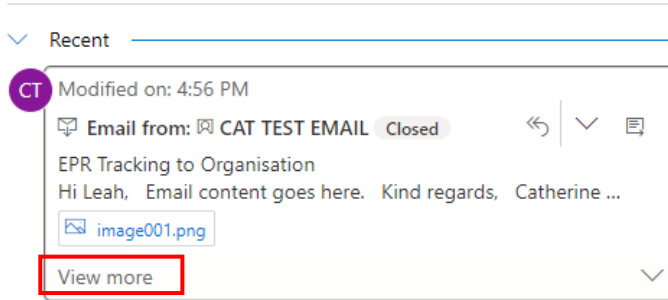 Recent
CT
Modified on: 4:56 PM
Email from: CAT TEST EMAIL Closed
EPR Tracking to Organisation
Hi Leah, Email content goes here. Kind regards, Catherine ...
image001.png
View more